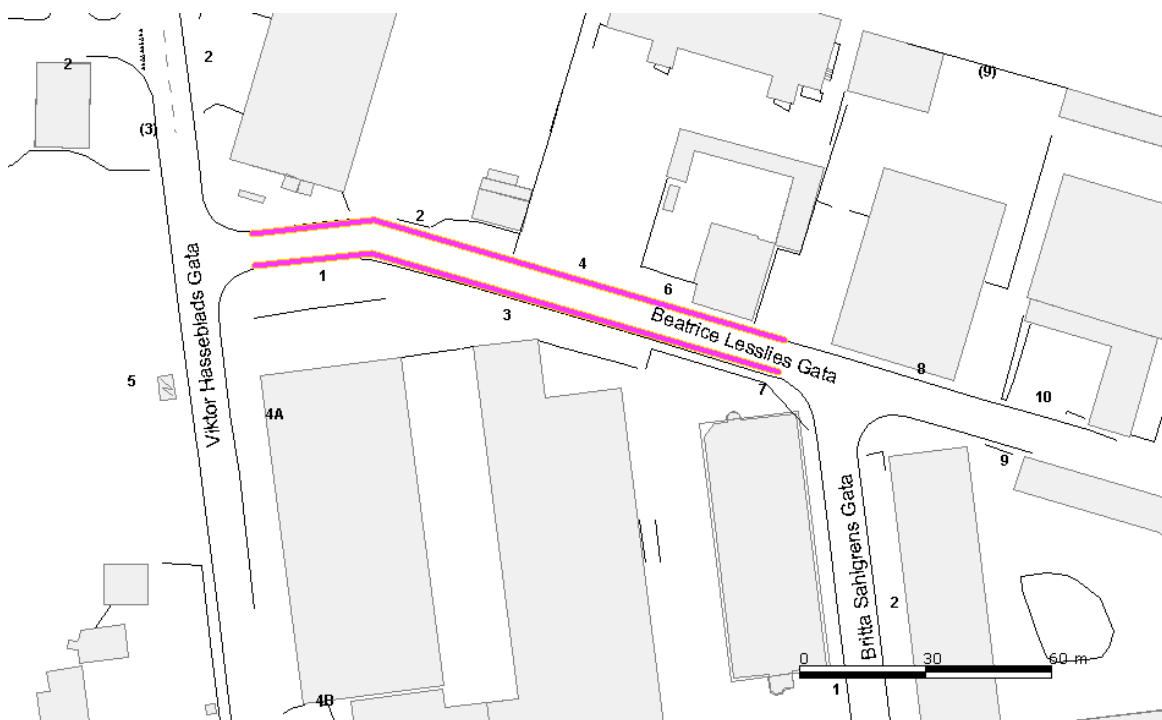 2
2
(9)
(3)
2
4
6
1
3
Viktor Hasseblads Gata
Beatrice Lesslies Gata
5
7
8
10
4A
9
Britta Sahlgrens Gata
2
0 30 60 m
1
4B